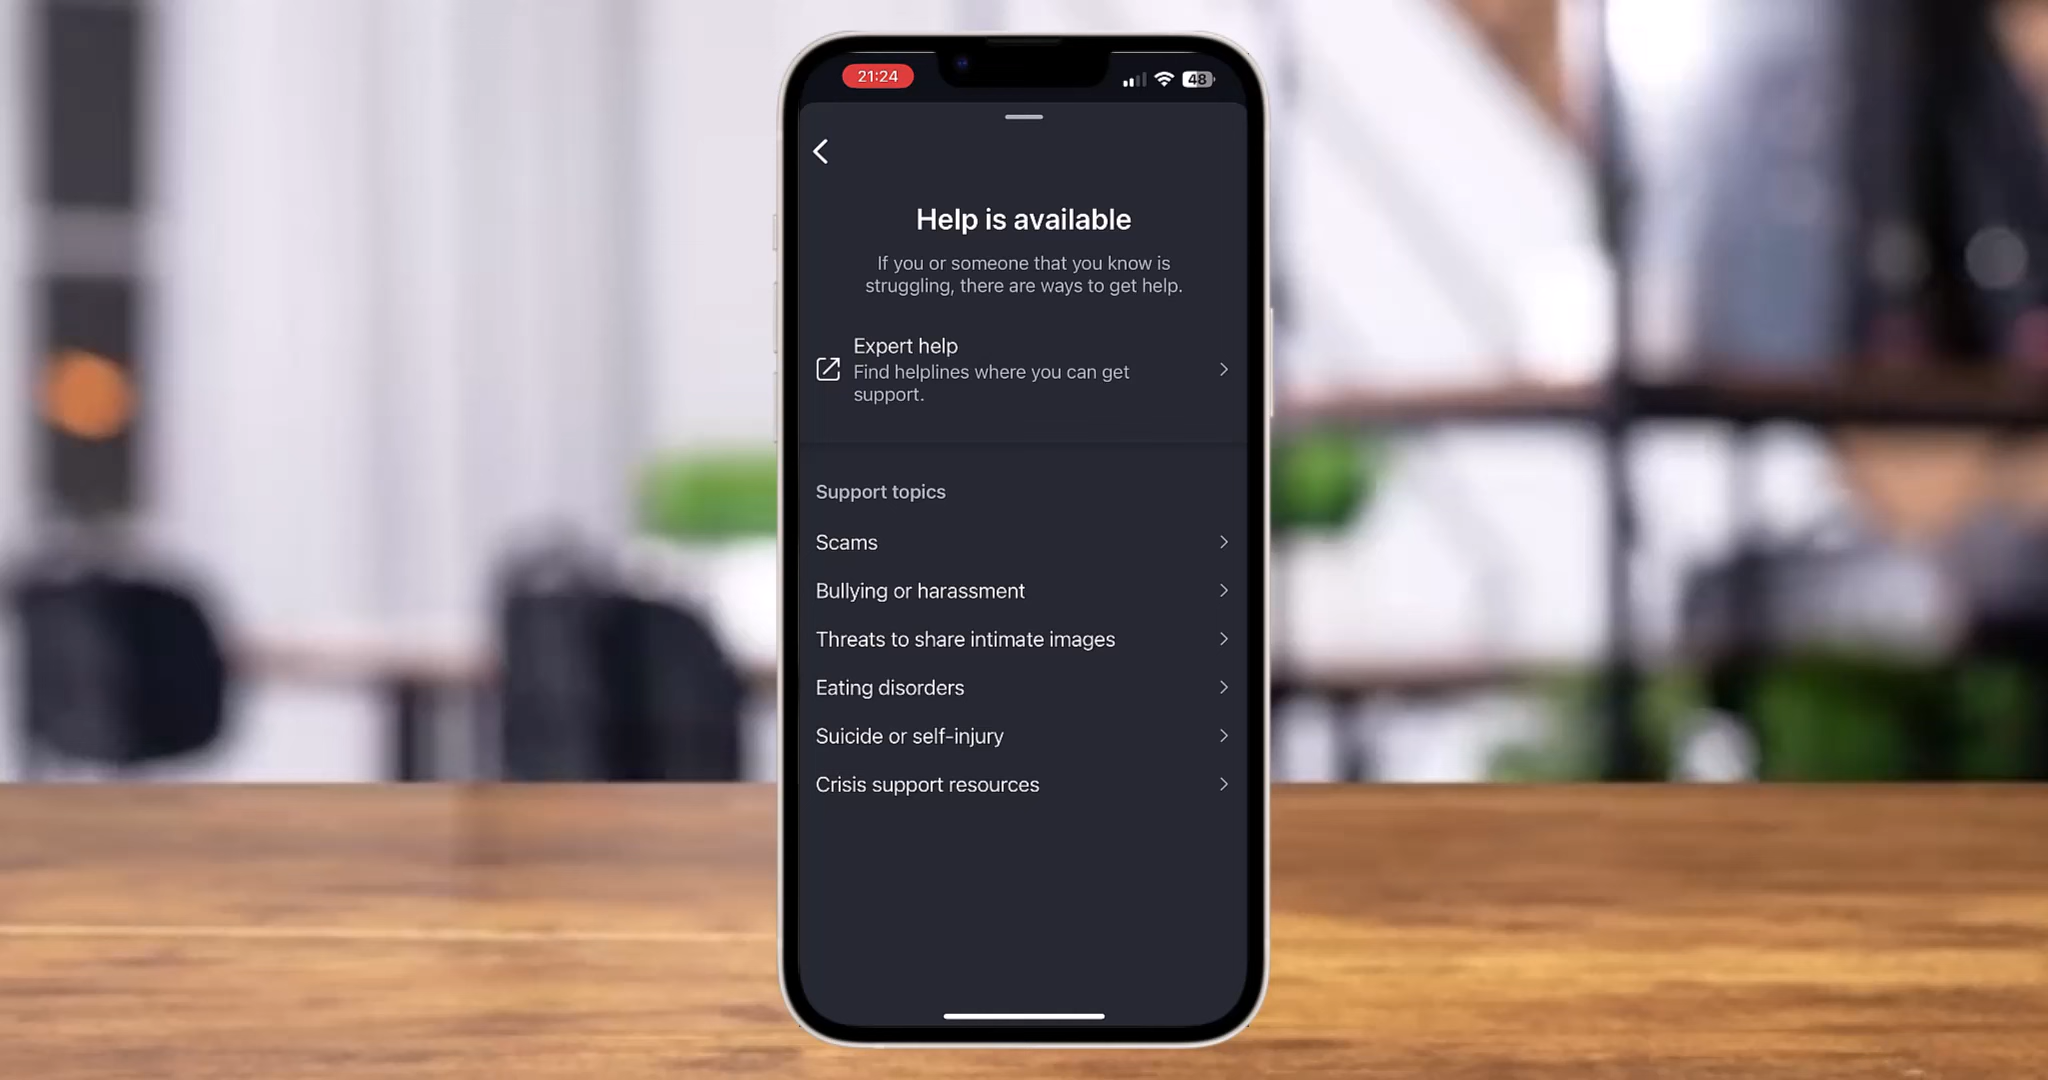 21:24
48
Help is available
If you or someone that you know is
struggling, there are ways to get help.
Expert help
Find helplines where you can get
support.
Support topics
Scams
Bullying or harassment
Threats to share intimate images
Eating disorders
Suicide or self-injury
Crisis support resources